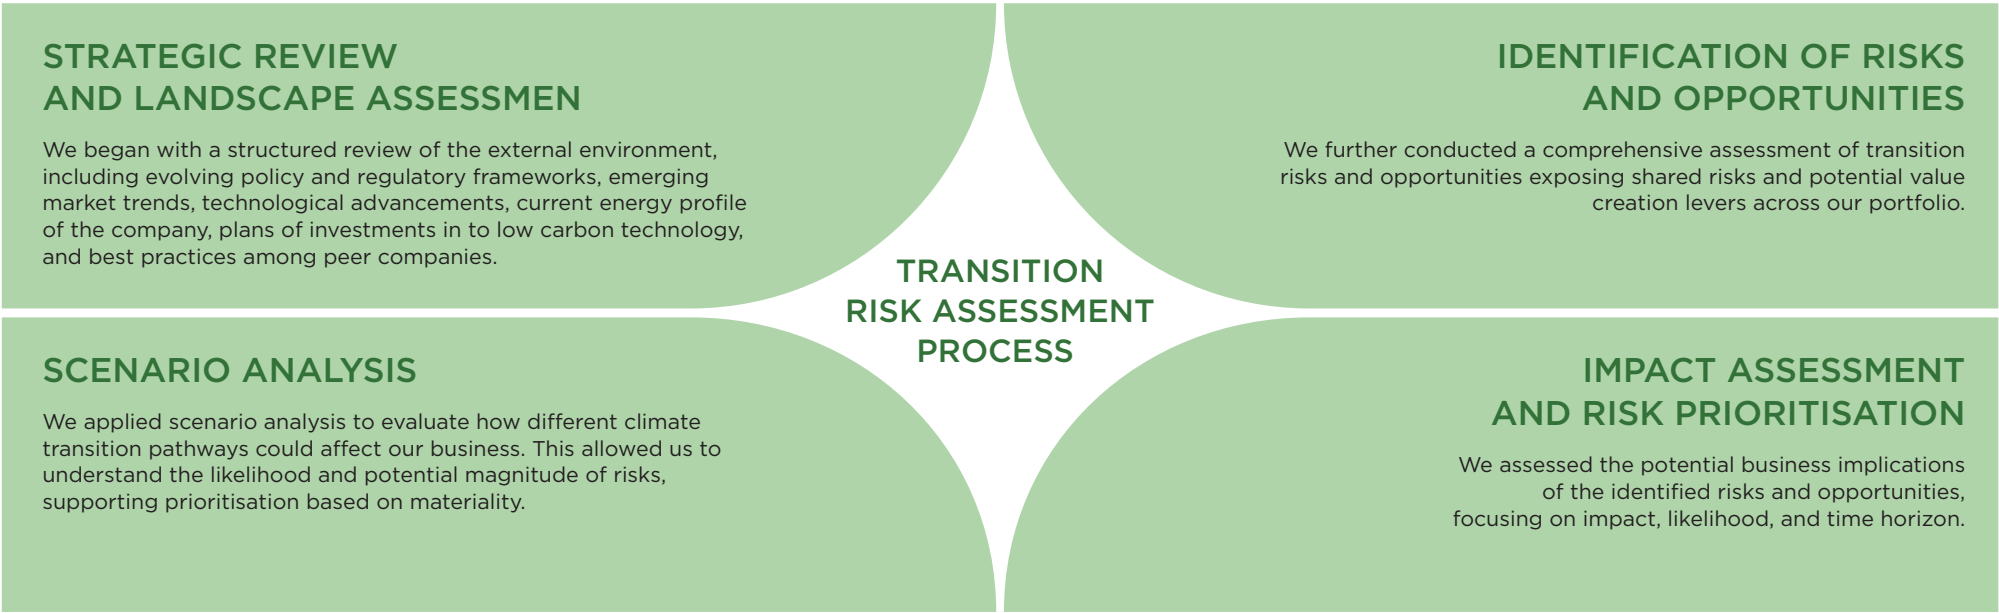 STRATEGIC REVIEW
AND LANDSCAPE ASSESSMEN
We began with a structured review of the external environment,
including evolving policy and regulatory frameworks, emerging
market trends, technological advancements, current energy profile
of the company, plans of investments in to low carbon technology,
and best practices among peer companies.
IDENTIFICATION OF RISKS
AND OPPORTUNITIES
We further conducted a comprehensive assessment of transition
risks and opportunities exposing shared risks and potential value
creation levers across our portfolio.
TRANSITION
RISK ASSESSMENT
PROCESS
SCENARIO ANALYSIS
We applied scenario analysis to evaluate how different climate
transition pathways could affect our business. This allowed us to
understand the likelihood and potential magnitude of risks,
supporting prioritisation based on materiality.
IMPACT ASSESSMENT
AND RISK PRIORITISATION
We assessed the potential business implications
of the identified risks and opportunities,
focusing on impact, likelihood, and time horizon.